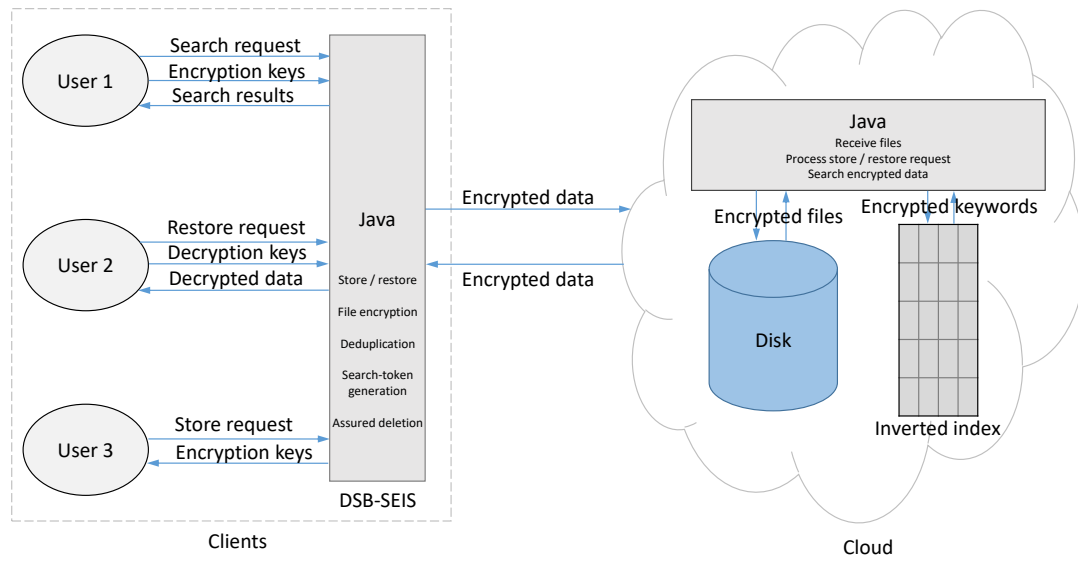 User 1
Search request
Encryption keys
Search results
User 2
Restore request
Decryption keys
Decrypted data
User 3
Store request
Encryption keys
Java
Store / restore
File encryption
Deduplication
Search-token
generation
Assured deletion
DSB-SEIS
Clients
Encrypted data
Encrypted data
Java
Receive files
Process store / restore request
Search encrypted data
Encrypted files
Encrypted keywords
Disk
Inverted index
Cloud